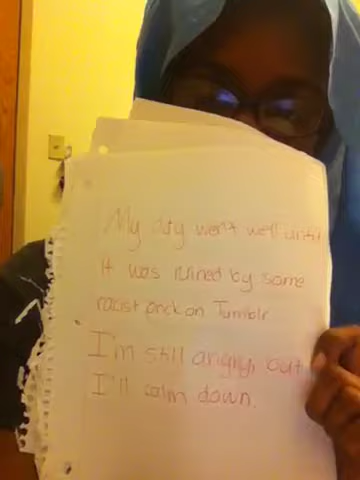 My day went well until
it was ruined by some
racist prick on Tumblr
I'm still angry, but
I'll calm down.